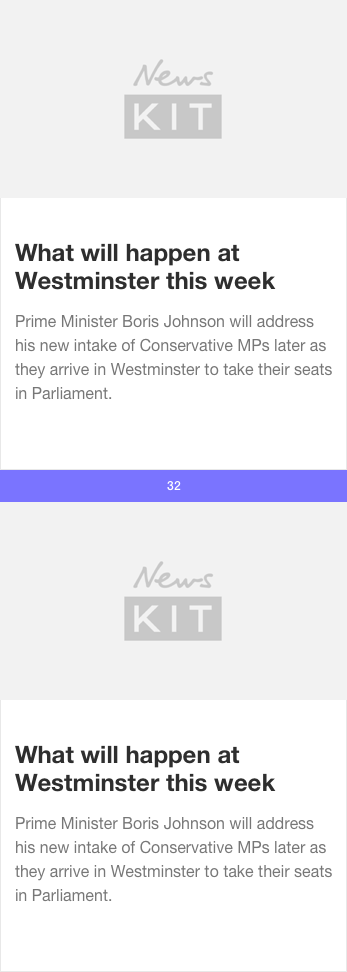 News
KIT
What will happen at
Westminster this week
Prime Minister Boris Johnson will address
his new intake of Conservative MPs later as
they arrive in Westminster to take their seats
in Parliament.
32
News
KIT
What will happen at
Westminster this week
Prime Minister Boris Johnson will address
his new intake of Conservative MPs later as
they arrive in Westminster to take their seats
in Parliament.